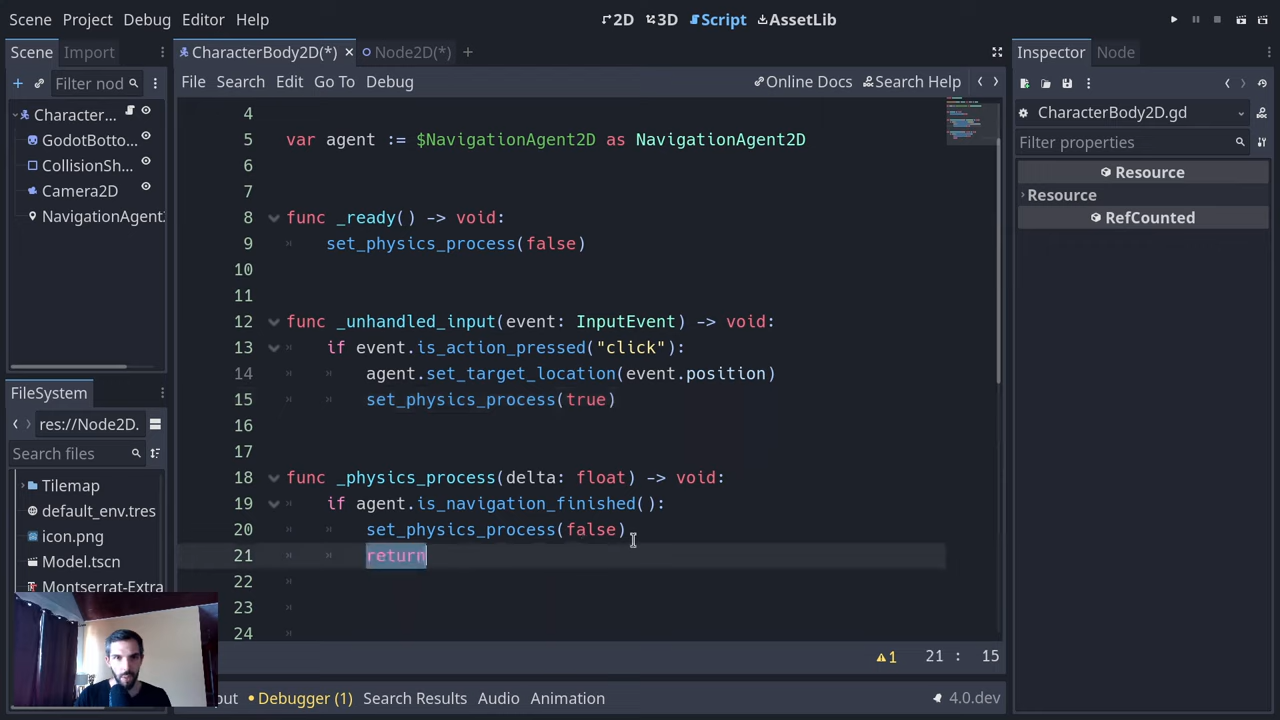 Scene Project Debug Editor Help
2D 3D Script AssetLib
Scene Import
CharacterBody2D(*) × Node2D(*) +
Inspector Node
Filter nod
File Search Edit Go To Debug
Online Docs Search Help
Character...
GodotBotto...
CollisionSh...
Camera2D
NavigationAgent
CharacterBody2D.gd
Filter properties
Resource
Resource
RefCounted
4
5 var agent := $NavigationAgent2D as NavigationAgent2D
6
7
8 func _ready() -> void:
9 set_physics_process(false)
10
11
12 func _unhandled_input(event: InputEvent) -> void:
13 if event.is_action_pressed("click"):
14 agent.set_target_location(event.position)
15 set_physics_process(true)
16
17
18 func _physics_process(delta: float) -> void:
19 if agent.is_navigation_finished():
20 set_physics_process(false)
21 return
22
23
24
FileSystem
res://Node2D.
Search files
Tilemap
default_env.tres
icon.png
Model.tscn
Montserrat-Extra
1 21 : 15
put Debugger (1) Search Results Audio Animation
4.0.dev